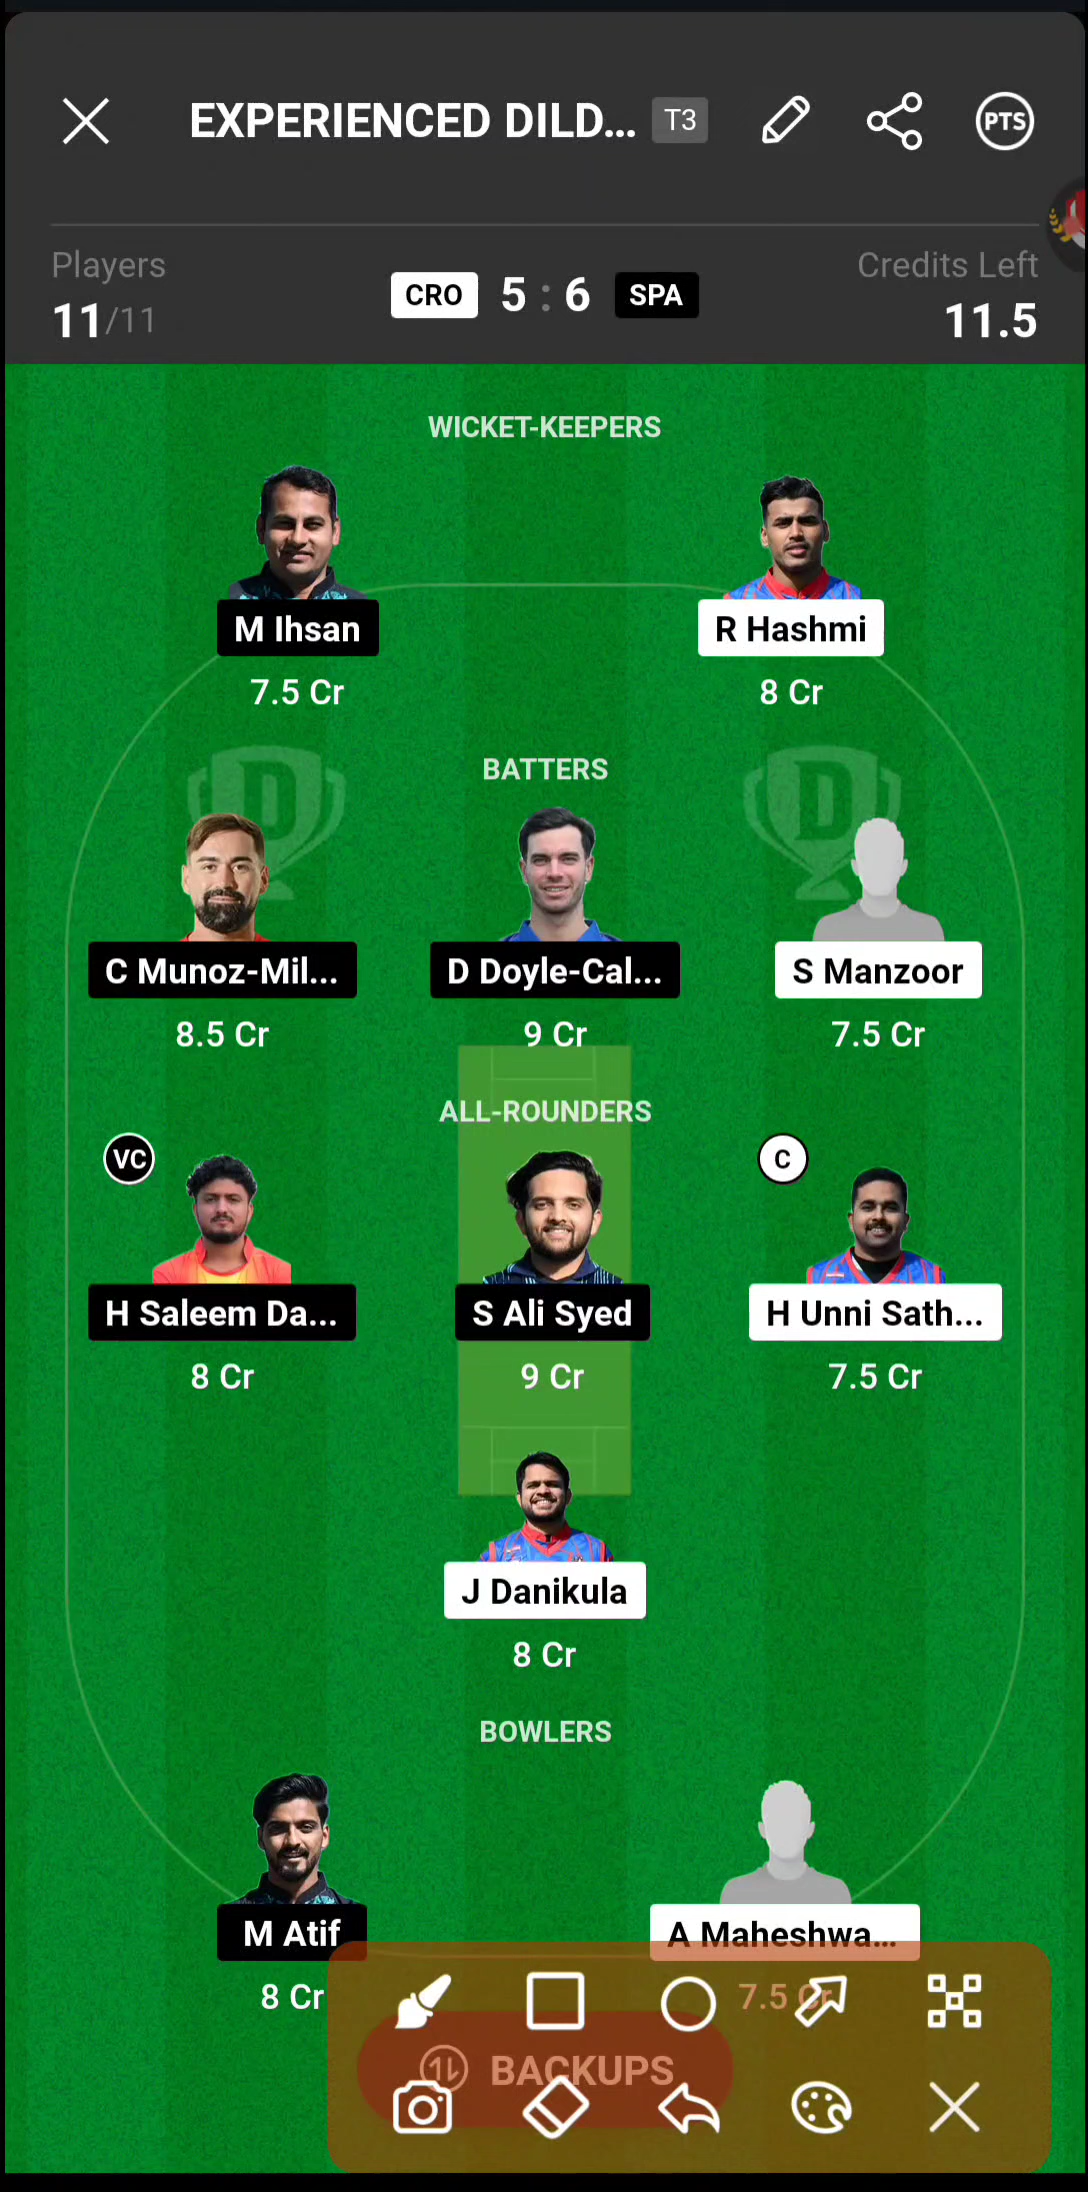 EXPERIENCED DILD... T3 PTS
Players Credits Left
11/11 CRO 5 : 6 SPA 11.5
WICKET-KEEPERS
M Ihsan R Hashmi
7.5 Cr 8 Cr
BATTERS
C Munoz-Mil... D Doyle-Cal... S Manzoor
8.5 Cr 9 Cr 7.5 Cr
ALL-ROUNDERS
VC C
H Saleem Da... S Ali Syed H Unni Sath...
8 Cr 9 Cr 7.5 Cr
J Danikula
8 Cr
BOWLERS
M Atif A Maheshwa...
8 Cr 7.5 Cr
BACKUPS